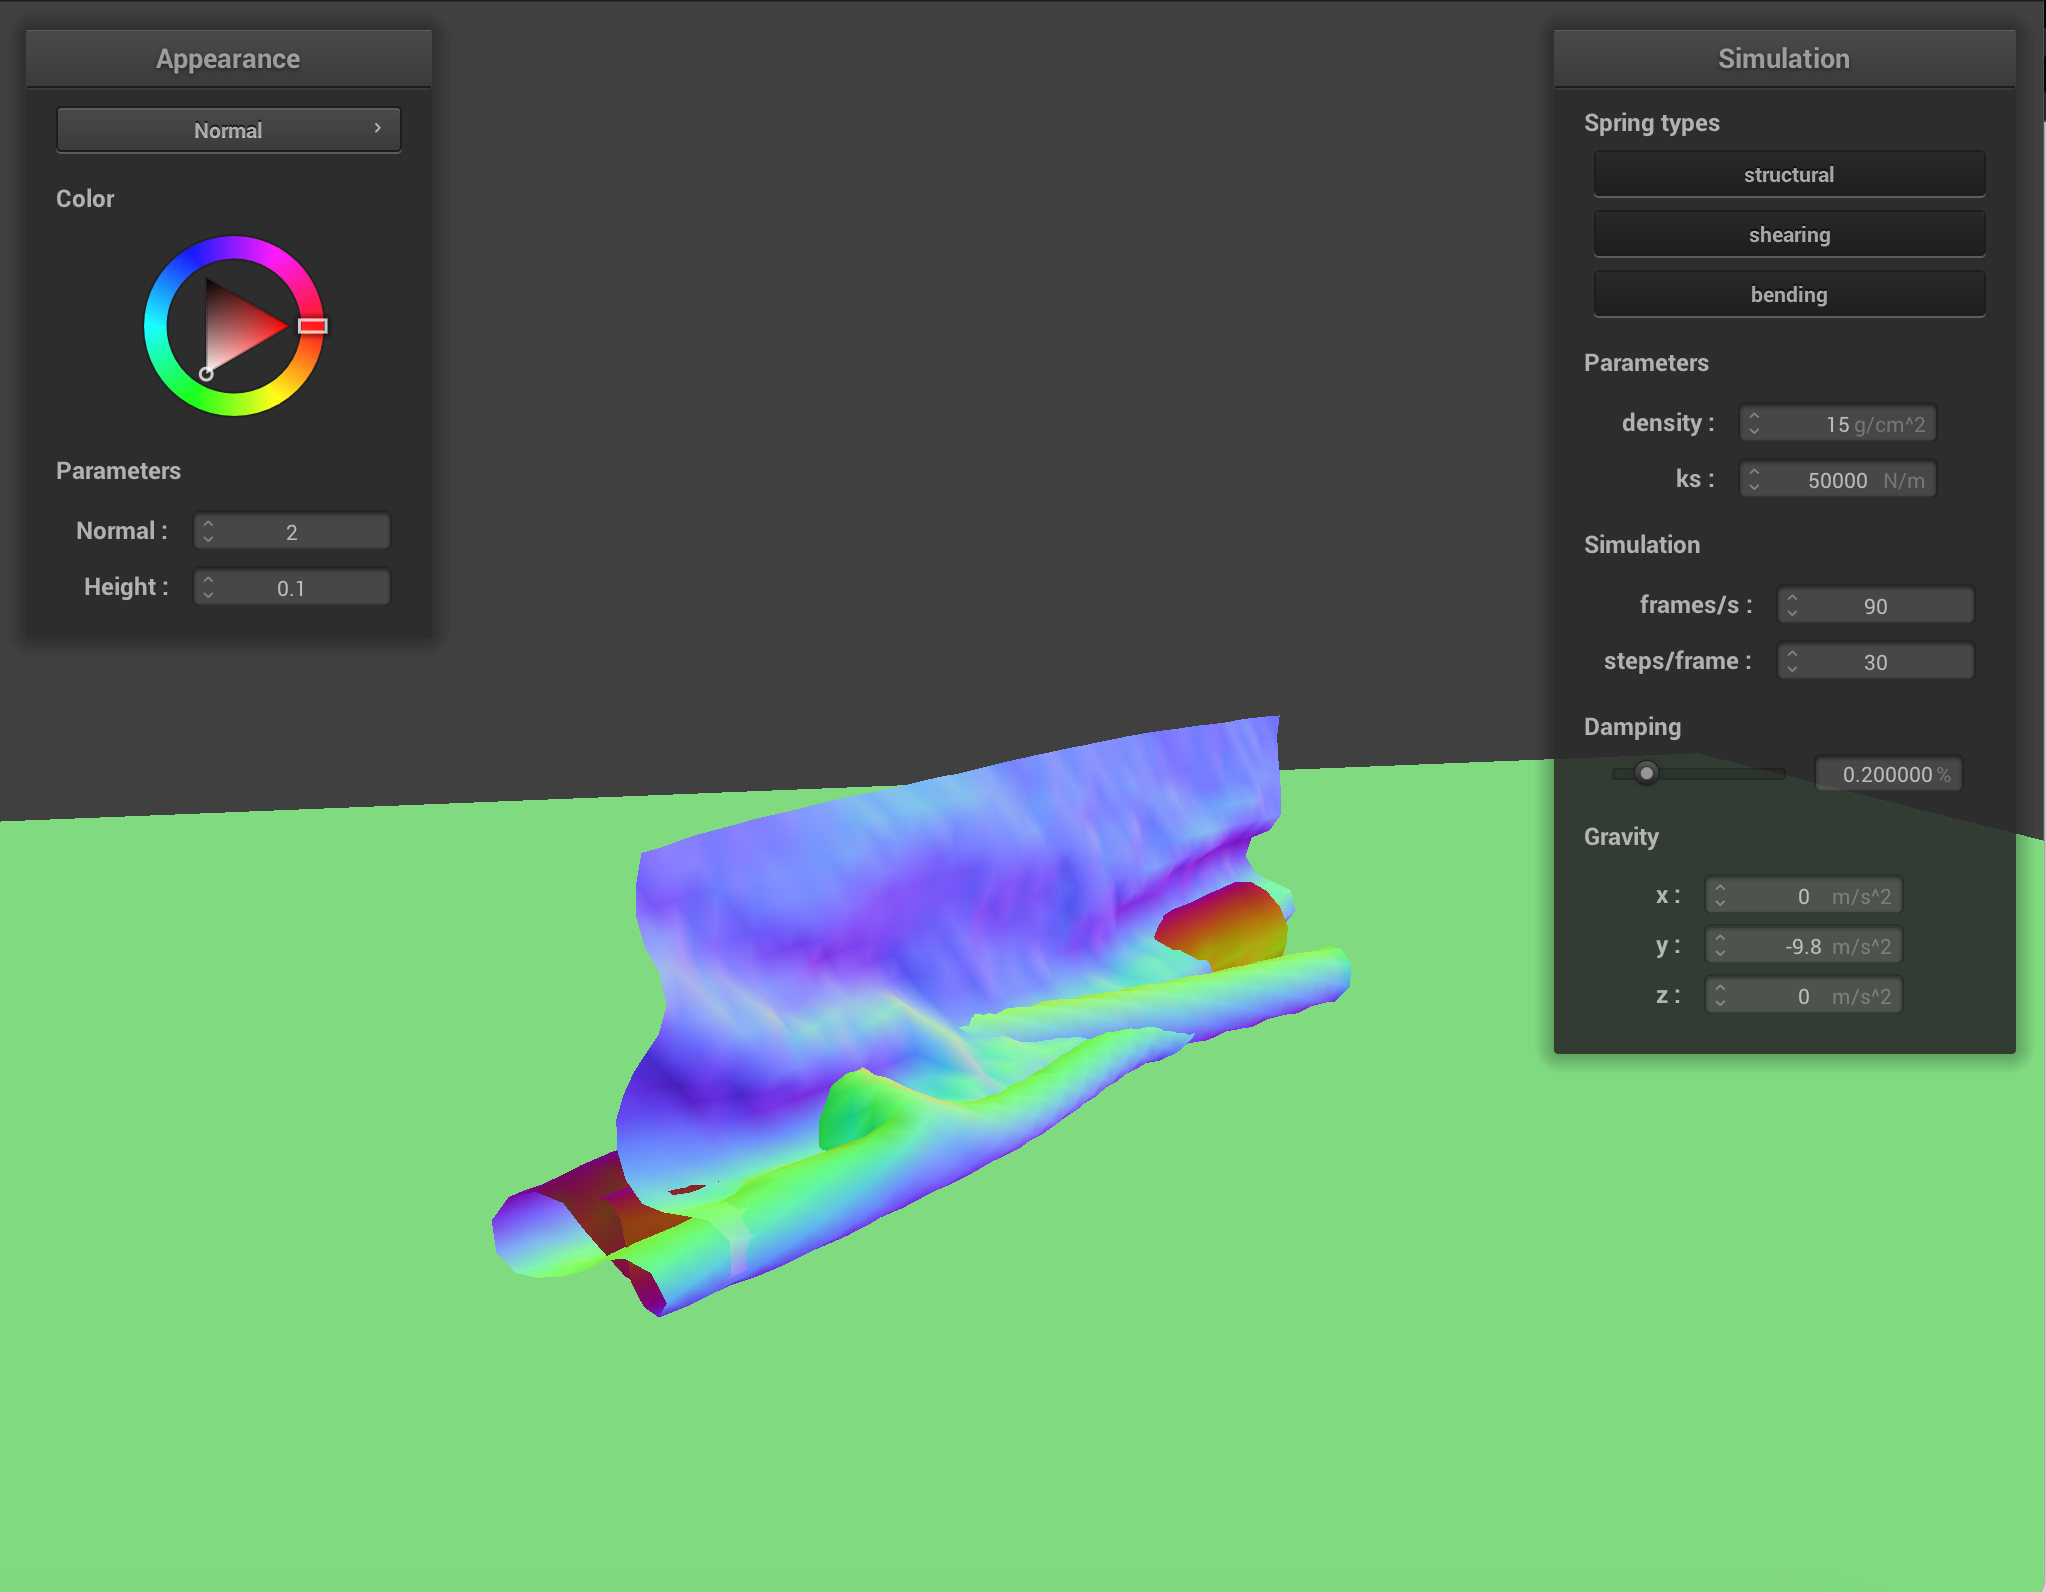 Appearance
Normal
Color
Parameters
Normal : 2
Height : 0.1
Simulation
Spring types
structural
shearing
bending
Parameters
density : 15 g/cm^2
ks : 50000 N/m
Simulation
frames/s : 90
steps/frame : 30
Damping
0.200000 %
Gravity
x : 0 m/s^2
y : -9.8 m/s^2
z : 0 m/s^2